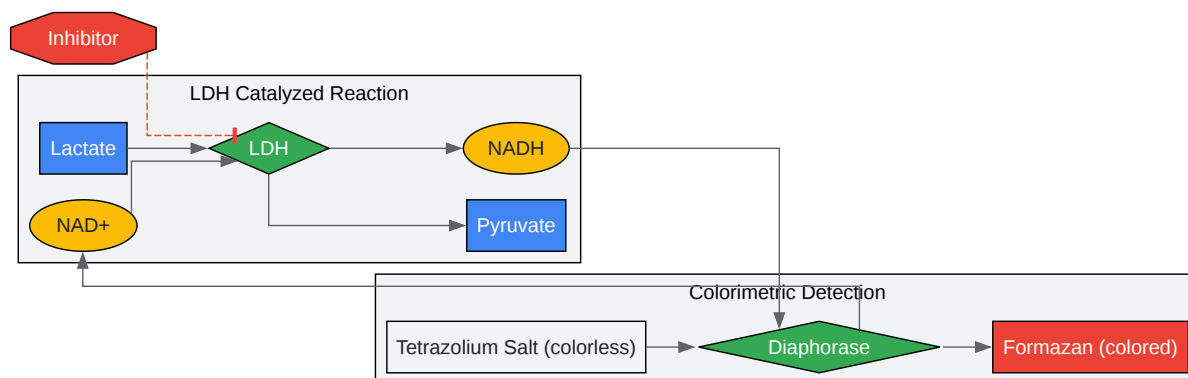 Inhibitor
LDH Catalyzed Reaction
Lactate
LDH
NADH
NAD+
Pyruvate
Colorimetric Detection
Tetrazolium Salt (colorless)
Diaphorase
Formazan (colored)